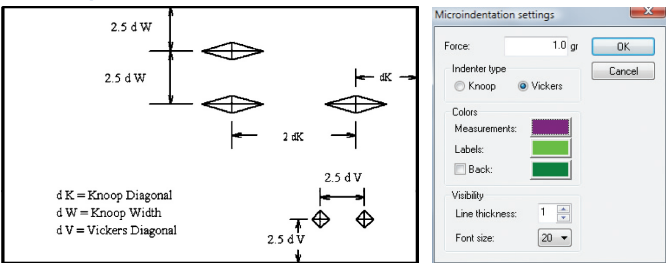 2.5 d W
2.5 d W
dK
2 dK
2.5 d V
d K = Knoop Diagonal
d W = Knoop Width
d V = Vickers Diagonal
2.5 d V
Microindentation settings
Force: 1.0 gr OK
Indenter type Cancel
Knoop Vickers
Colors
Measurements:
Labels:
Back:
Visibility
Line thickness: 1
Font size: 20